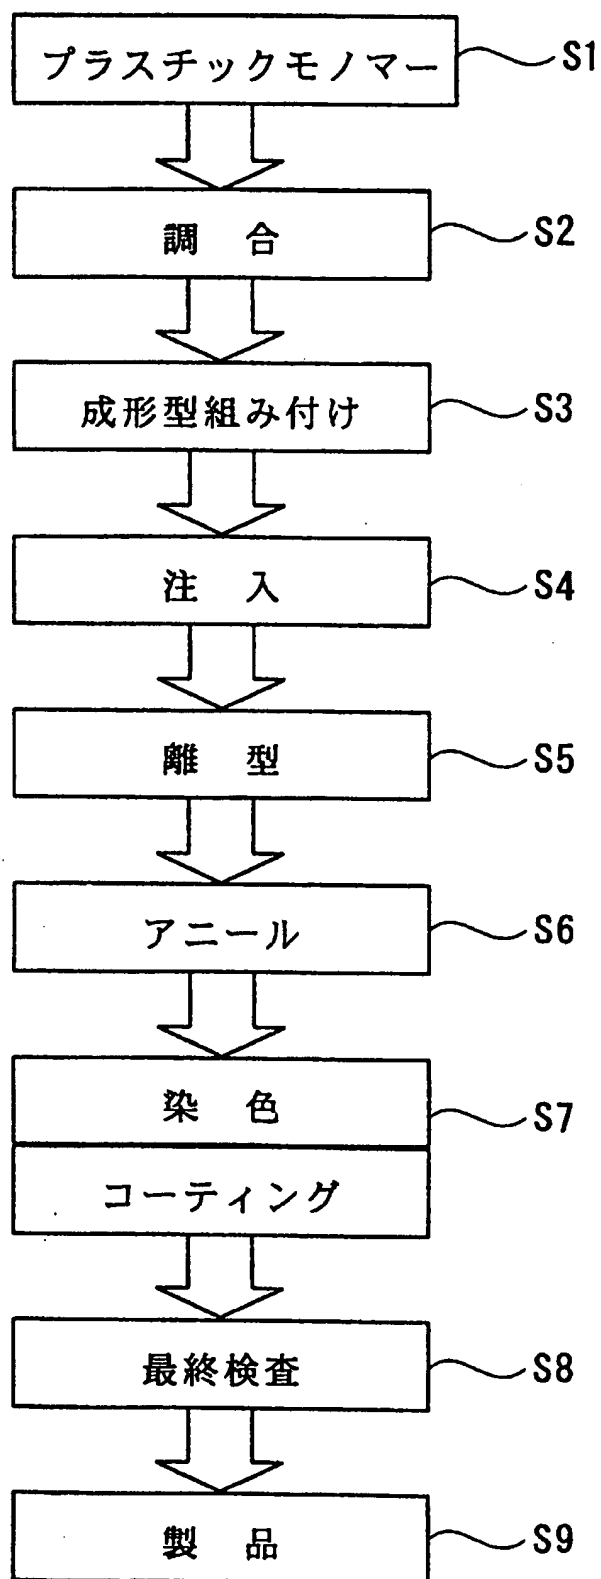 プラスチックモノマー S1
調 合 S2
成形型組み付け S3
注 入 S4
離 型 S5
アニール S6
染 色 S7
コーティング
最終検査 S8
製 品 S9